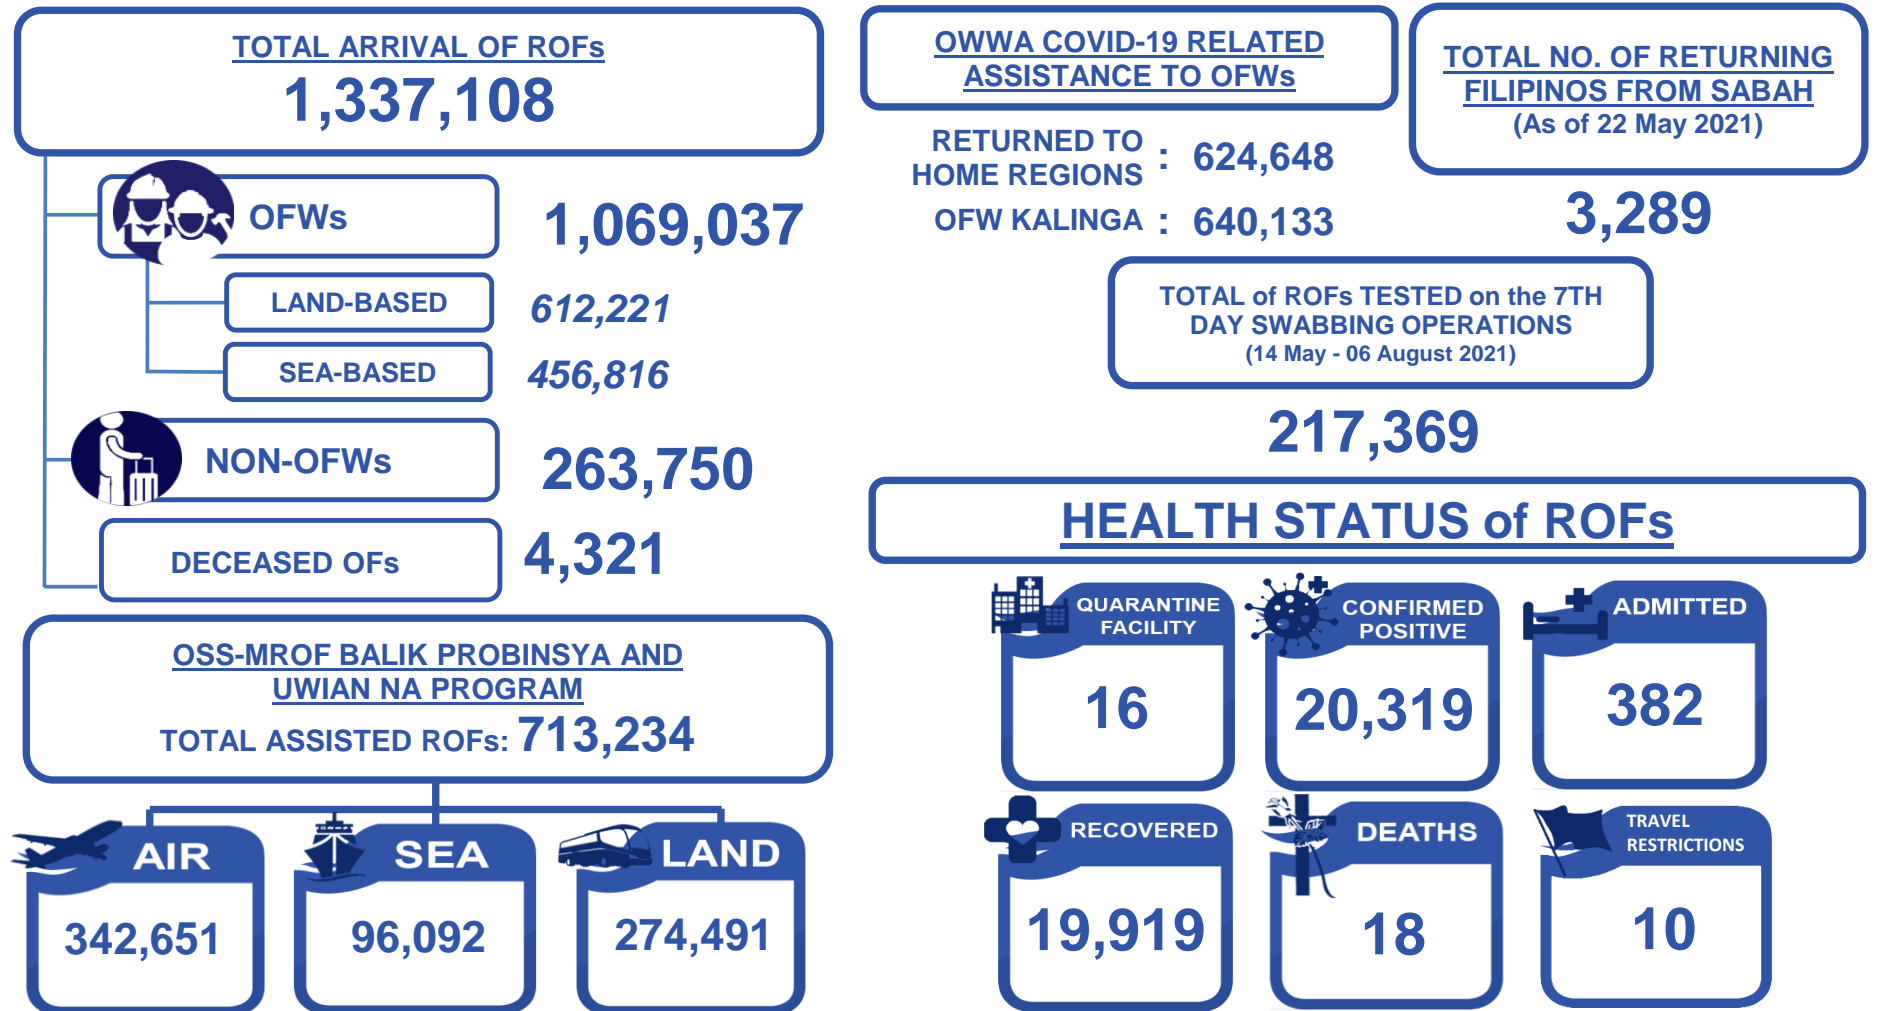 TOTAL ARRIVAL OF ROFs
1,337,108
OFWs
1,069,037
LAND-BASED
612,221
SEA-BASED
456,816
NON-OFWs
263,750
DECEASED OFs
4,321
OSS-MROF BALIK PROBINSYA AND
UWIAN NA PROGRAM
TOTAL ASSISTED ROFs: 713,234
AIR
342,651
SEA
96,092
LAND
274,491
OWWA COVID-19 RELATED
ASSISTANCE TO OFWs
RETURNED TO
HOME REGIONS : 624,648
OFW KALINGA : 640,133
TOTAL NO. OF RETURNING
FILIPINOS FROM SABAH
(As of 22 May 2021)
3,289
TOTAL of ROFs TESTED on the 7TH
DAY SWABBING OPERATIONS
(14 May - 06 August 2021)
217,369
HEALTH STATUS of ROFs
QUARANTINE
FACILITY
16
CONFIRMED
POSITIVE
20,319
ADMITTED
382
RECOVERED
19,919
DEATHS
18
TRAVEL
RESTRICTIONS
10